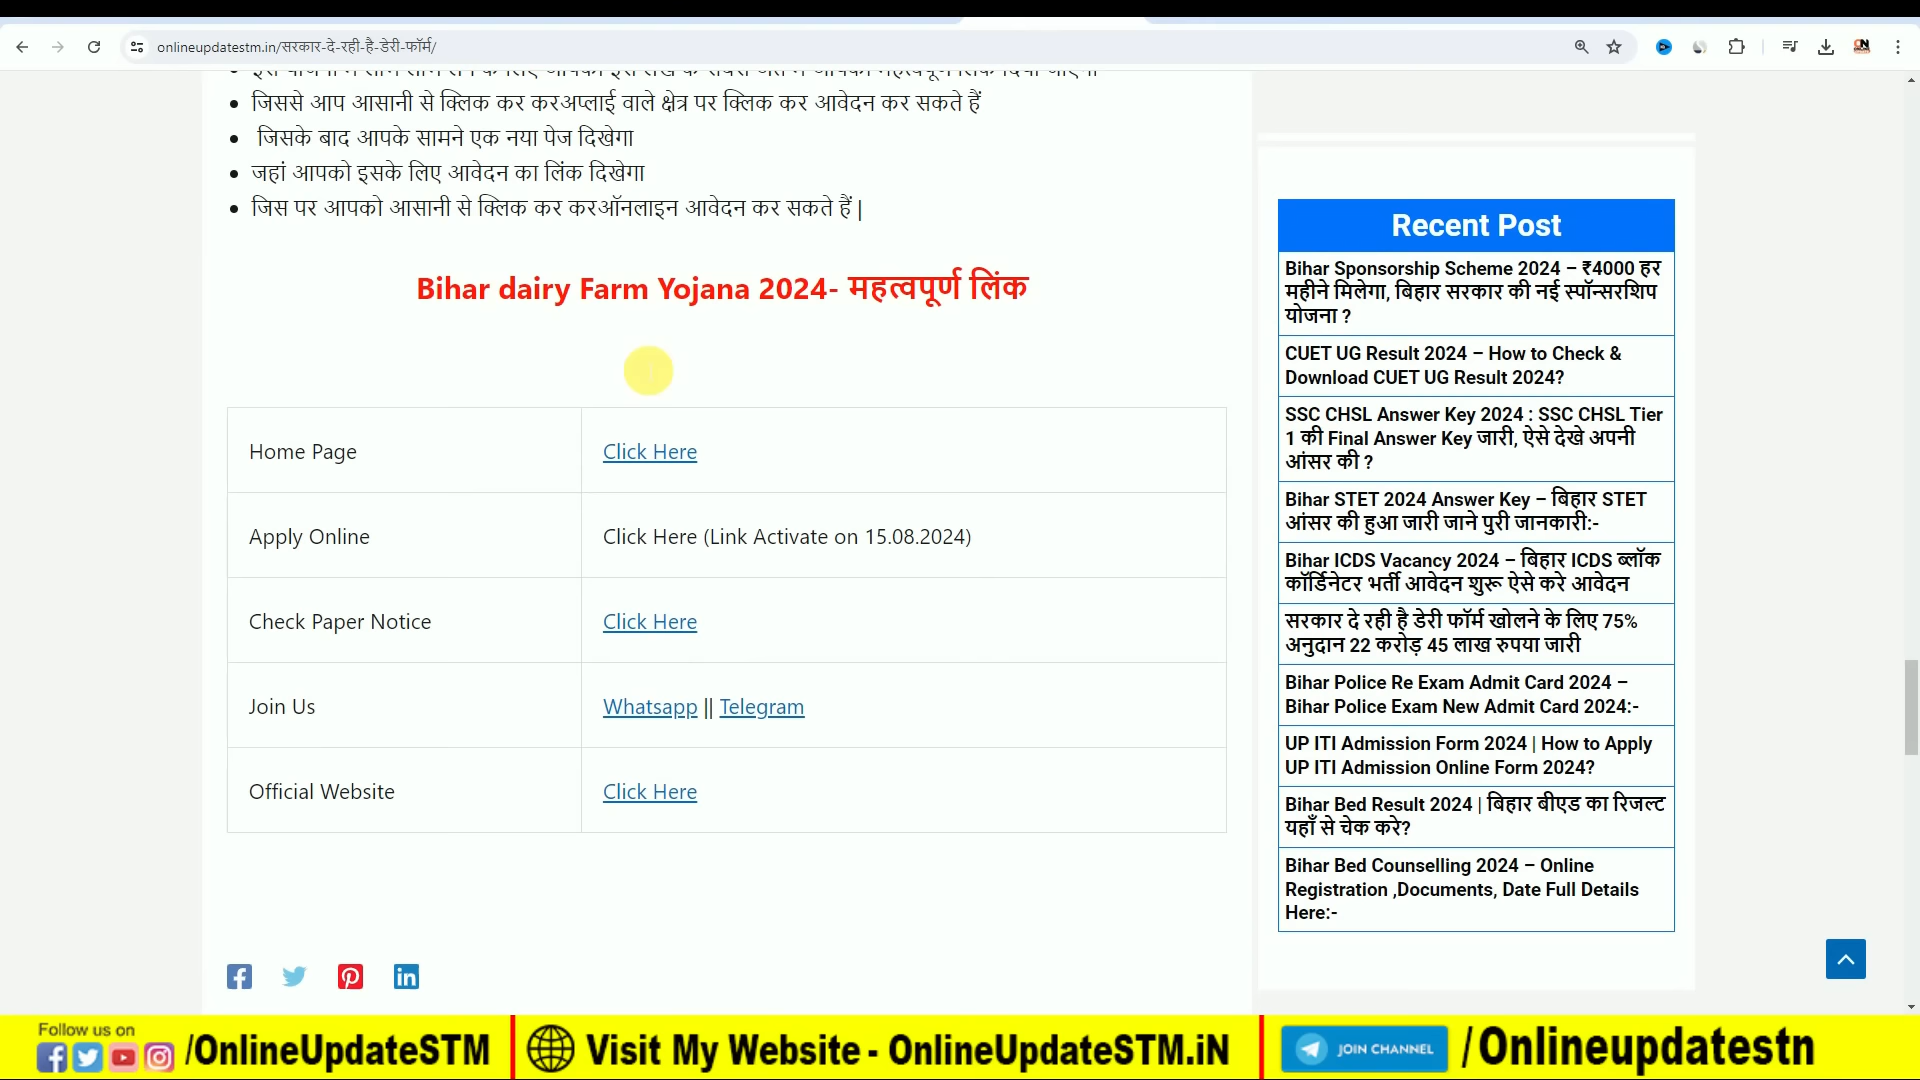 onlineupdatestm.in/सरकार-दे-रही-है-डेरी-फॉर्म/
जिससे आप आसानी से क्लिक कर करअप्लाई वाले क्षेत्र पर क्लिक कर आवेदन कर सकते हैं
जिसके बाद आपके सामने एक नया पेज दिखेगा
जहां आपको इसके लिए आवेदन का लिंक दिखेगा
जिस पर आपको आसानी से क्लिक कर करऑनलाइन आवेदन कर सकते हैं |
Bihar dairy Farm Yojana 2024- महत्वपूर्ण लिंक
Home Page Click Here
Apply Online Click Here (Link Activate on 15.08.2024)
Check Paper Notice Click Here
Join Us Whatsapp || Telegram
Official Website Click Here
Recent Post
Bihar Sponsorship Scheme 2024 – ₹4000 हर
महीने मिलेगा, बिहार सरकार की नई स्पॉन्सरशिप
योजना ?
CUET UG Result 2024 – How to Check &
Download CUET UG Result 2024?
SSC CHSL Answer Key 2024 : SSC CHSL Tier
1 की Final Answer Key जारी, ऐसे देखे अपनी
आंसर की ?
Bihar STET 2024 Answer Key – बिहार STET
आंसर की हुआ जारी जाने पुरी जानकारी:-
Bihar ICDS Vacancy 2024 – बिहार ICDS ब्लॉक
कॉर्डिनेटर भर्ती आवेदन शुरू ऐसे करे आवेदन
सरकार दे रही है डेरी फॉर्म खोलने के लिए 75%
अनुदान 22 करोड़ 45 लाख रुपया जारी
Bihar Police Re Exam Admit Card 2024 –
Bihar Police Exam New Admit Card 2024:-
UP ITI Admission Form 2024 | How to Apply
UP ITI Admission Online Form 2024?
Bihar Bed Result 2024 | बिहार बीएड का रिजल्ट
यहाँ से चेक करे?
Bihar Bed Counselling 2024 – Online
Registration ,Documents, Date Full Details
Here:-
Follow us on
/OnlineUpdateSTM
Visit My Website - OnlineUpdateSTM.iN
JOIN CHANNEL
/Onlineupdatestn